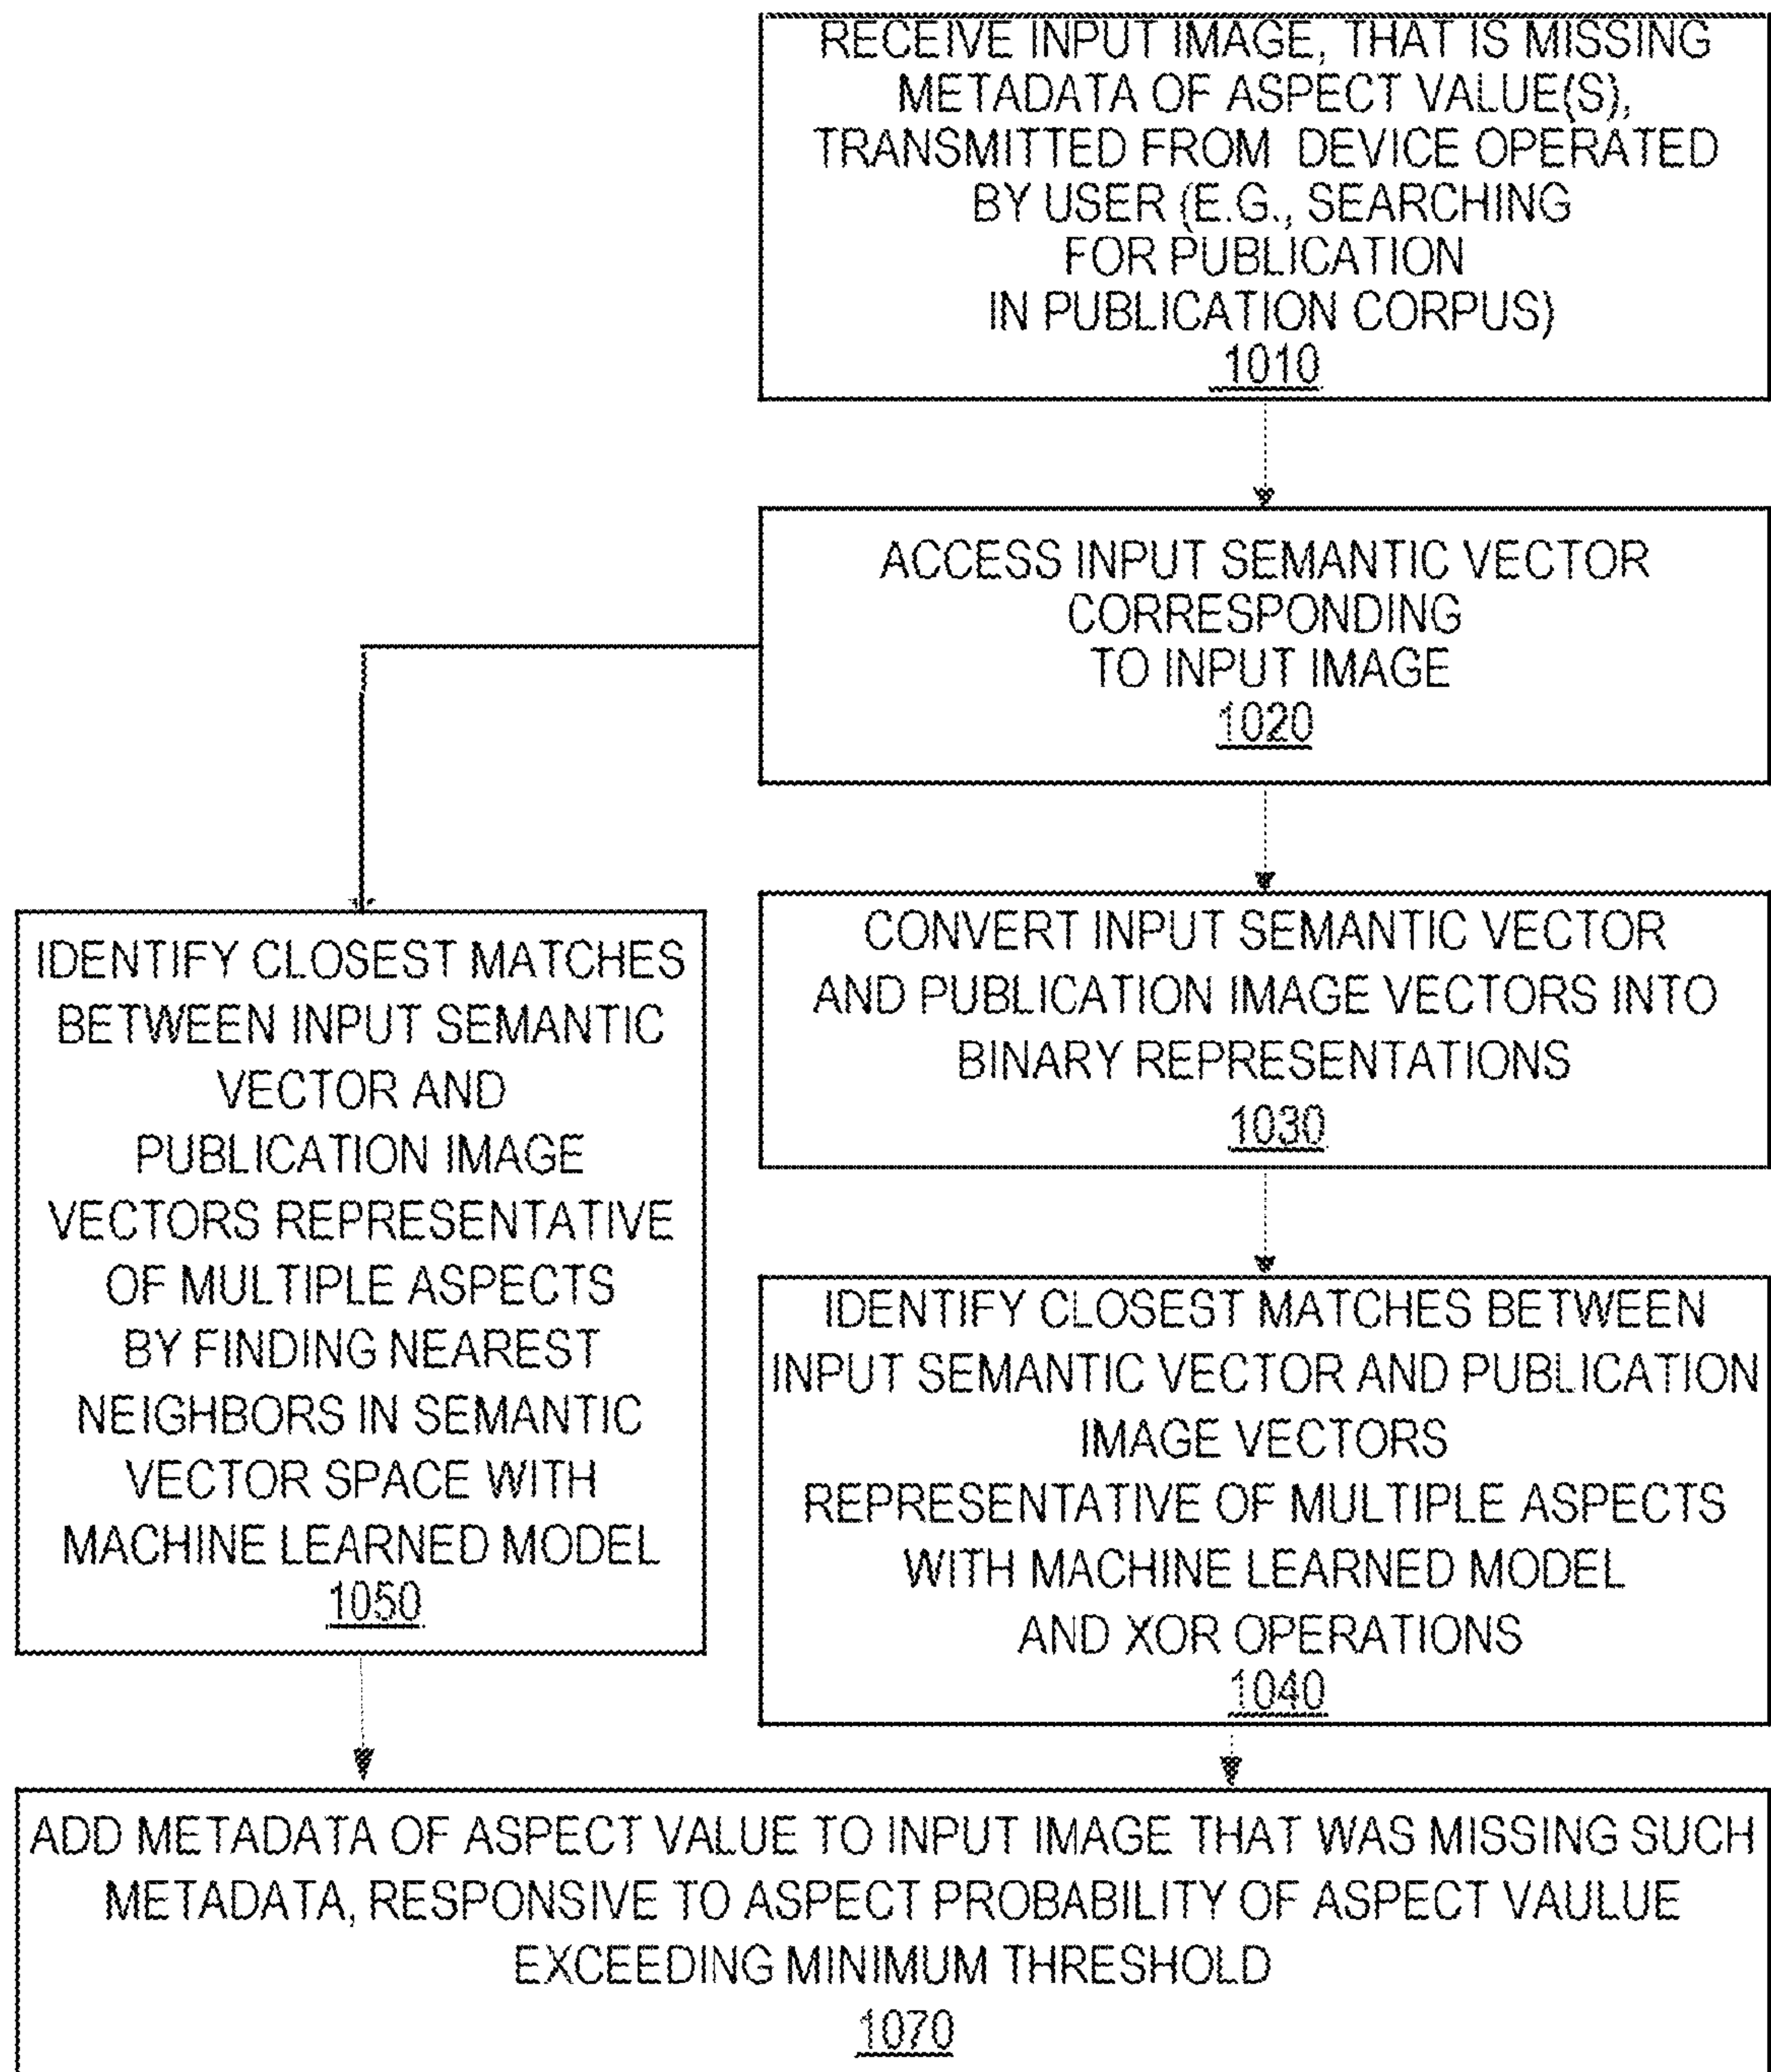 RECEIVE INPUT IMAGE, THAT IS MISSING
METADATA OF ASPECT VALUE(S),
TRANSMITTED FROM DEVICE OPERATED
BY USER (E.G., SEARCHING
FOR PUBLICATION
IN PUBLICATION CORPUS)
1010
ACCESS INPUT SEMANTIC VECTOR
CORRESPONDING
TO INPUT IMAGE
1020
CONVERT INPUT SEMANTIC VECTOR
AND PUBLICATION IMAGE VECTORS INTO
BINARY REPRESENTATIONS
1030
IDENTIFY CLOSEST MATCHES BETWEEN
INPUT SEMANTIC VECTOR AND PUBLICATION
IMAGE VECTORS
REPRESENTATIVE OF MULTIPLE ASPECTS
WITH MACHINE LEARNED MODEL
AND XOR OPERATIONS
1040
IDENTIFY CLOSEST MATCHES
BETWEEN INPUT SEMANTIC
VECTOR AND
PUBLICATION IMAGE
VECTORS REPRESENTATIVE
OF MULTIPLE ASPECTS
BY FINDING NEAREST
NEIGHBORS IN SEMANTIC
VECTOR SPACE WITH
MACHINE LEARNED MODEL
1050
ADD METADATA OF ASPECT VALUE TO INPUT IMAGE THAT WAS MISSING SUCH
METADATA, RESPONSIVE TO ASPECT PROBABILITY OF ASPECT VAULUE
EXCEEDING MINIMUM THRESHOLD
1070